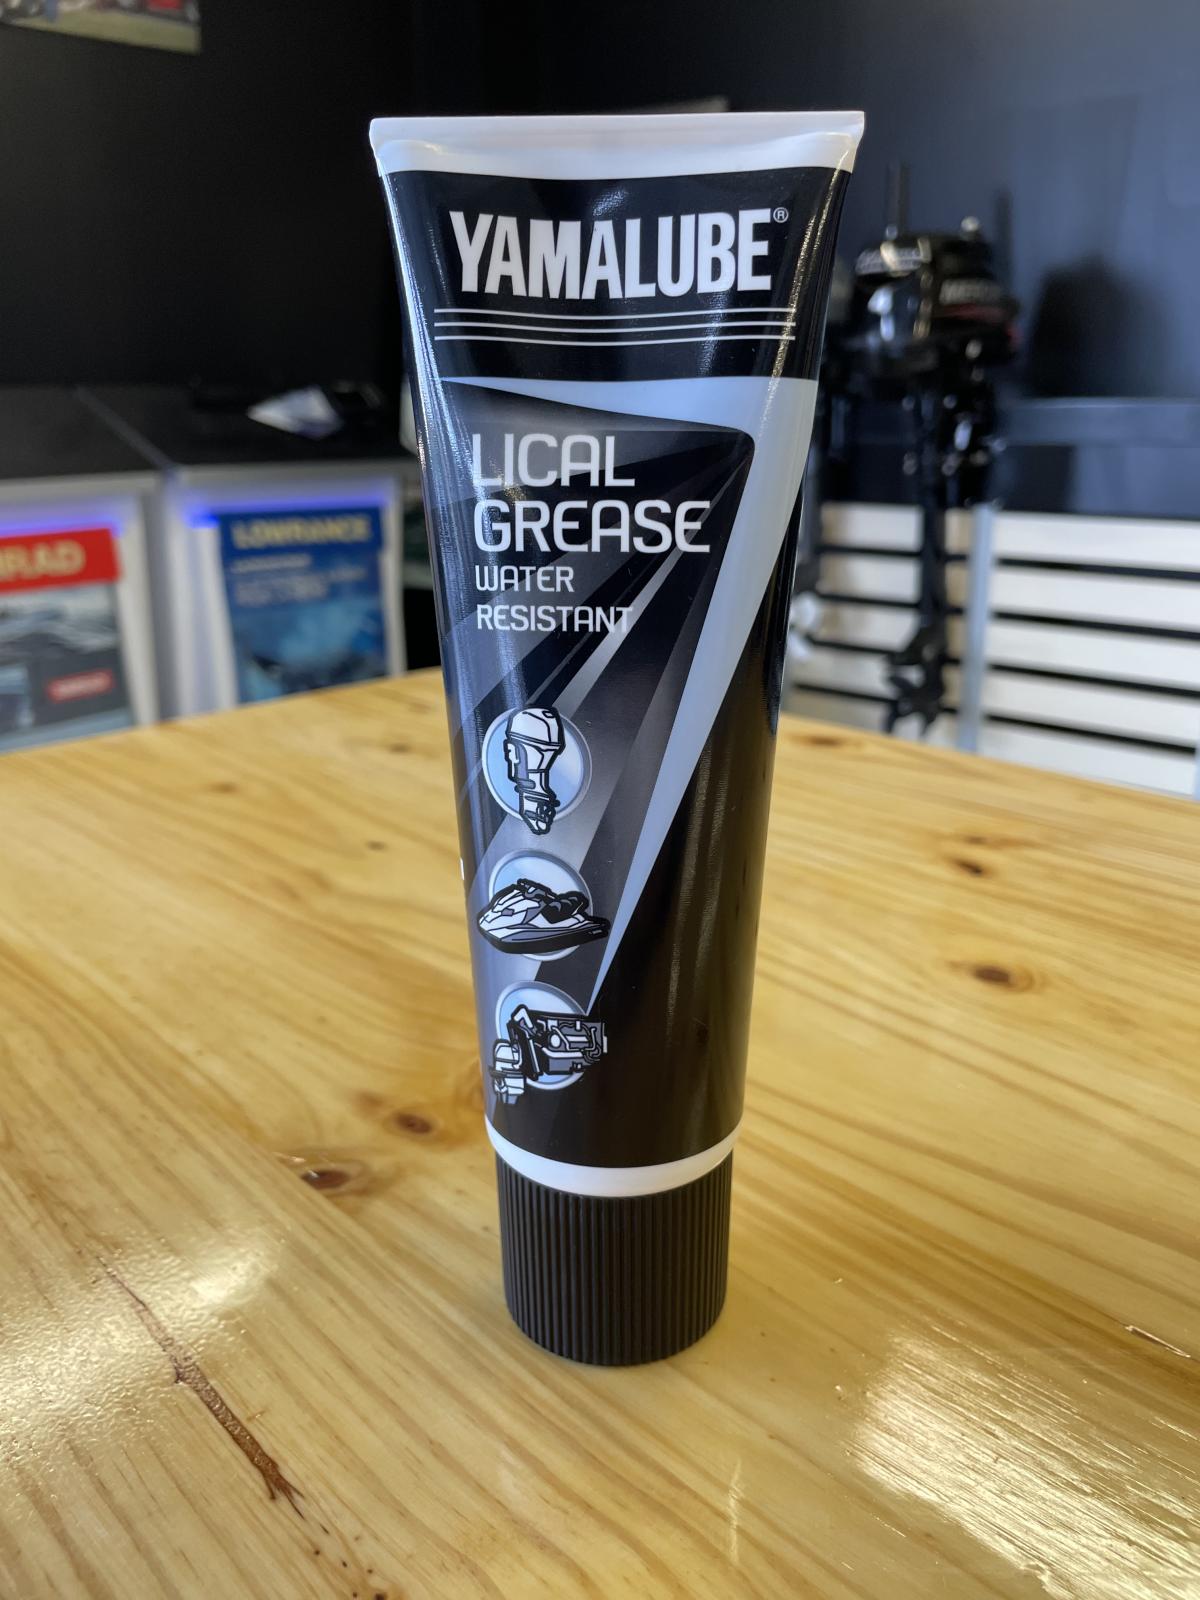 YAMALUBE®
LICAL
GREASE
WATER
RESISTANT
LOWRANCE